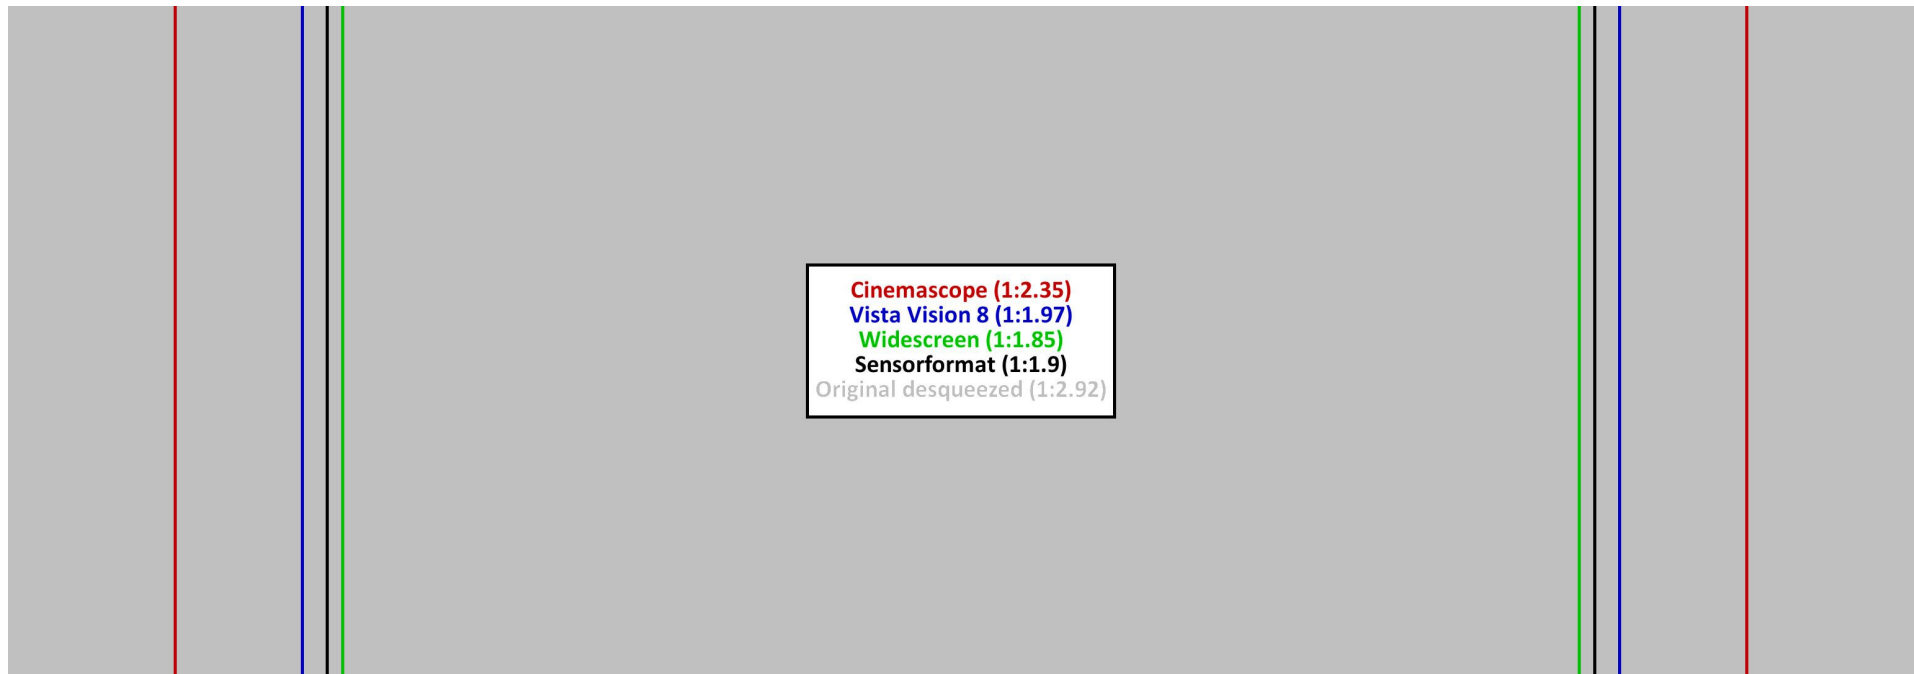 Cinemascope (1:2.35)
Vista Vision 8 (1:1.97)
Widescreen (1:1.85)
Sensorformat (1:1.9)
Original desqueezed (1:2.92)